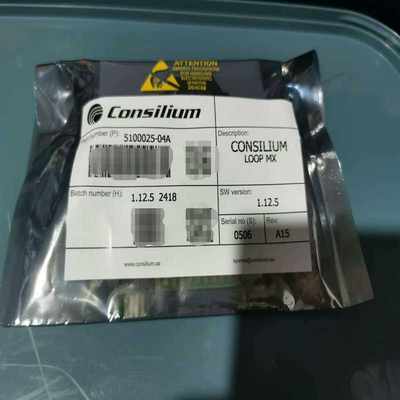 ATTENTION
Consilium
number (P):
5100025-04A
Description:
CONSILIUM
LOOP MX
Batch number (H):
1.12.5 2418
SW version:
1.12.5
Serial no (S):
0506
Rev:
A15
www.consilium.se